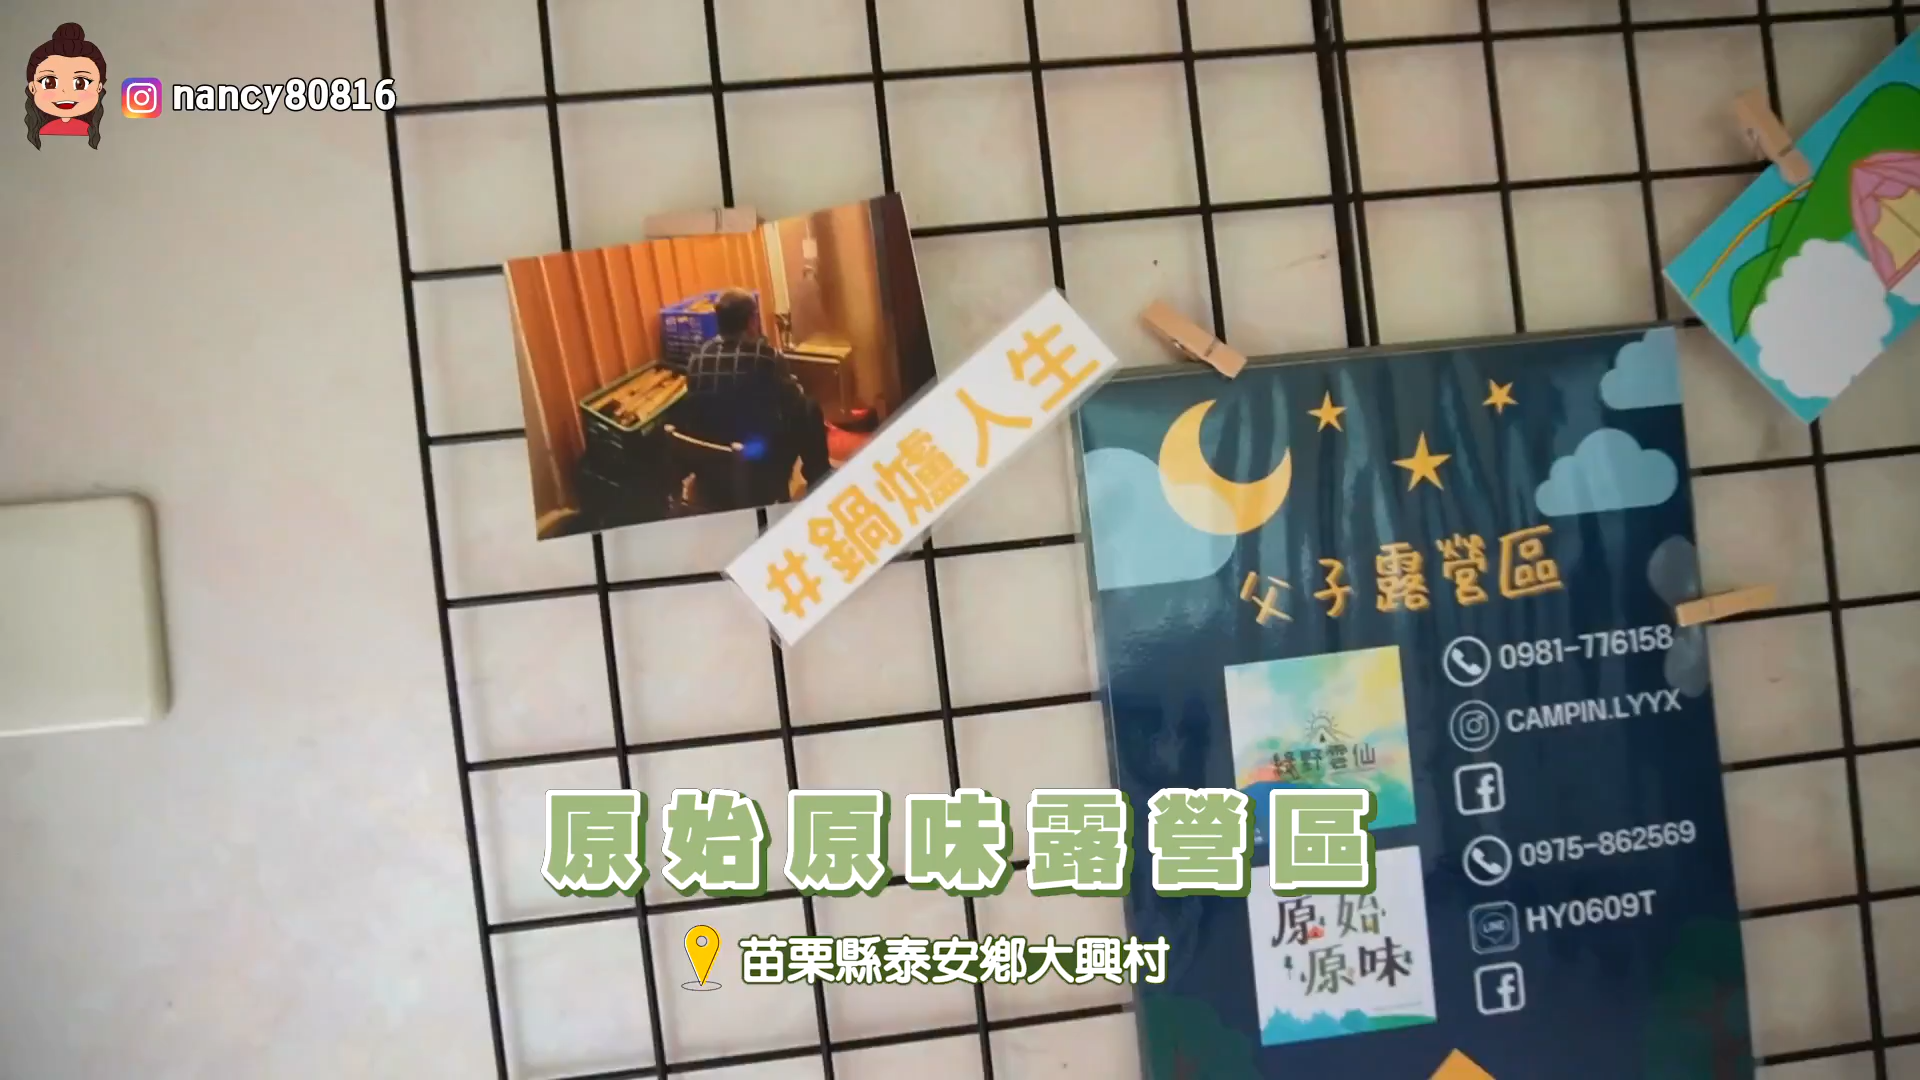 nancy80816
#鍋爐人生
父子露營區
0981-776158
CAMPIN.LYYX
綠野雲仙
0975-862569
HY0609T
LINE
原始
原味
原始原味露營區
苗栗縣泰安鄉大興村